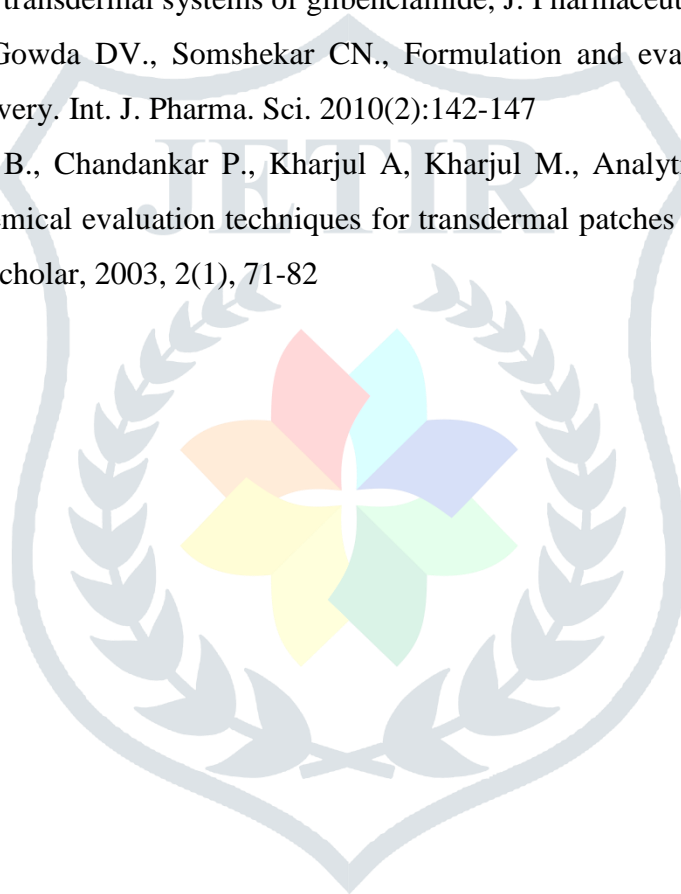 transdermal systems of glibenclamide, J. Pharmaceut
Gowda DV., Somshekar CN., Formulation and eva
very. Int. J. Pharma. Sci. 2010(2):142-147
B., Chandankar P., Kharjul A, Kharjul M., Analyt
emical evaluation techniques for transdermal patches
cholar, 2003, 2(1), 71-82
JETIR